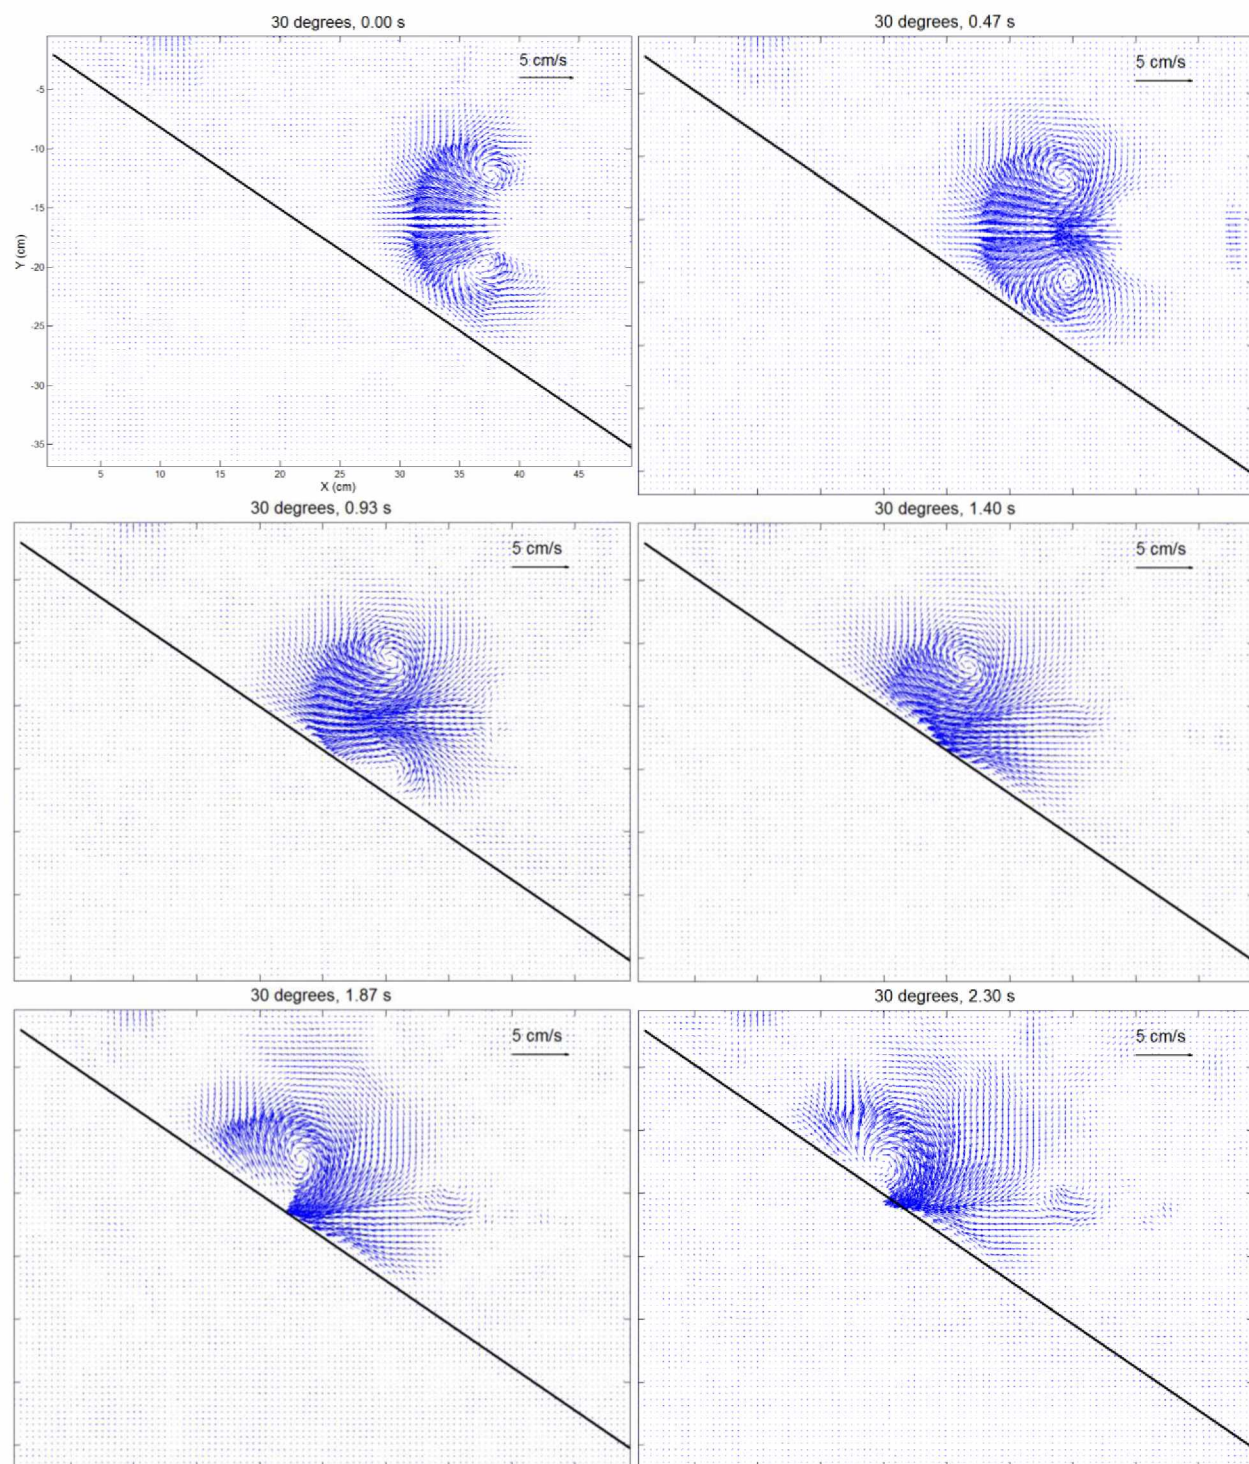 30 degrees, 0.00 s
5 cm/s
-5
-10
-15
-20
-25
-30
-35
Y (cm)
5 10 15 20 25 30 35 40 45
X (cm)
30 degrees, 0.47 s
5 cm/s
30 degrees, 0.93 s
5 cm/s
30 degrees, 1.40 s
5 cm/s
30 degrees, 1.87 s
5 cm/s
30 degrees, 2.30 s
5 cm/s